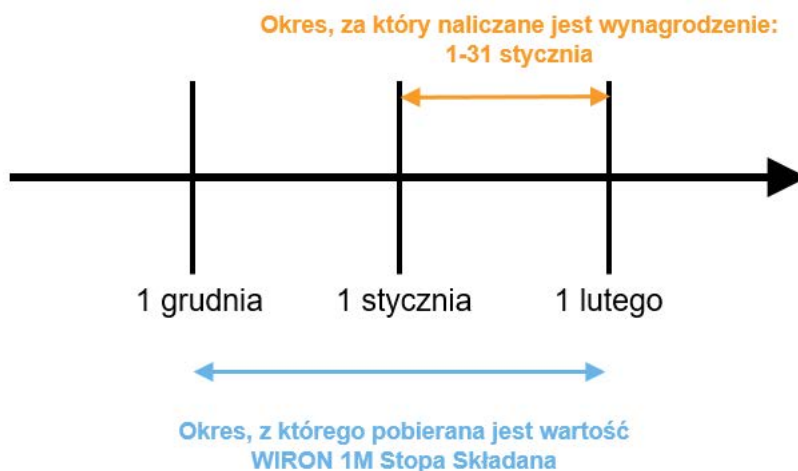 Okres, za który naliczane jest wynagrodzenie:
1-31 stycznia
1 grudnia 1 stycznia 1 lutego
Okres, z którego pobierana jest wartość
WIRON 1M Stopa Składana